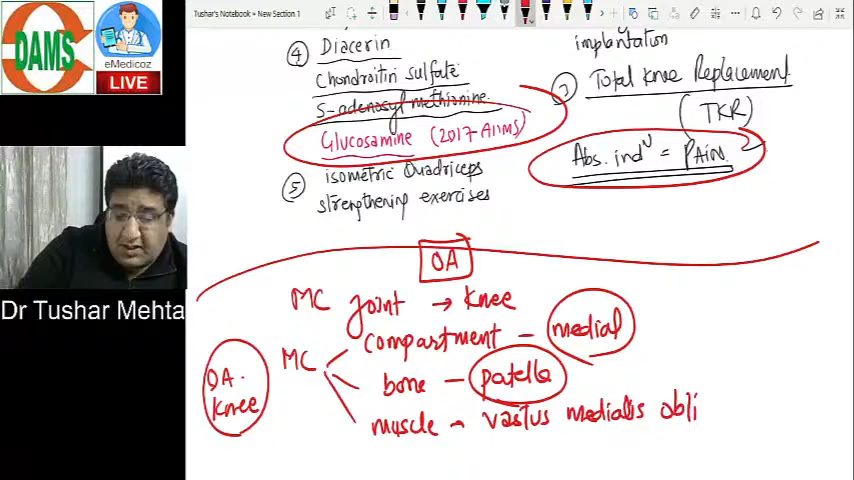 Tushar's Notebook » New Section 1
DAMS
eMedicoz
LIVE
④ Diacerin
Chondroitin sulfate
S-adenosyl methionine
Glucosamine (2017-AIIMS)
⑤ isometric Quadriceps
strengthening exercises
implantation
⑦ Total Knee Replacement
(TKR)
Abs. indⁿ = PAIN
Dr Tushar Mehta
OA
MC Joint → Knee
OA. Knee
MC
compartment - medial
bone - patella
muscle - vastus medialis obli